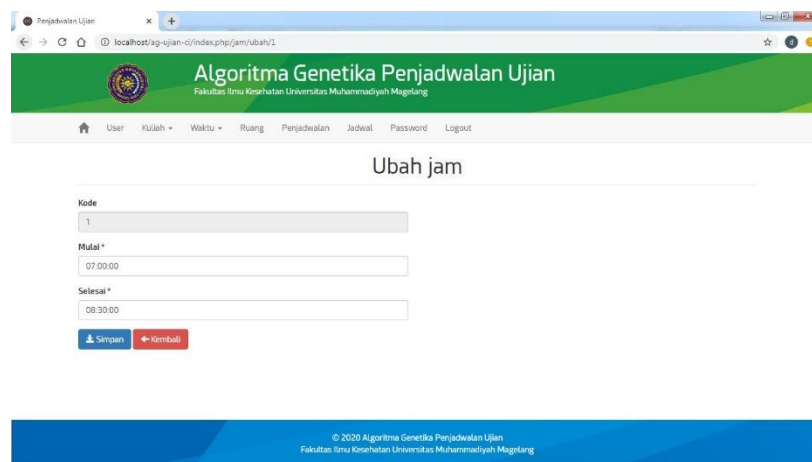 Penjadwalan Ujian
localhost/ag-ujian-ci/index.php/jam/ubah/1
d
Algoritma Genetika Penjadwalan Ujian
Fakultas Ilmu Kesehatan Universitas Muhammadiyah Magelang
User Kuliah Waktu Ruang Penjadwalan Jadwal Password Logout
Ubah jam
Kode
1
Mulai *
07:00:00
Selesai *
08:30:00
Simpan Kembali
© 2020 Algoritma Genetika Penjadwalan Ujian
Fakultas Ilmu Kesehatan Universitas Muhammadiyah Magelang